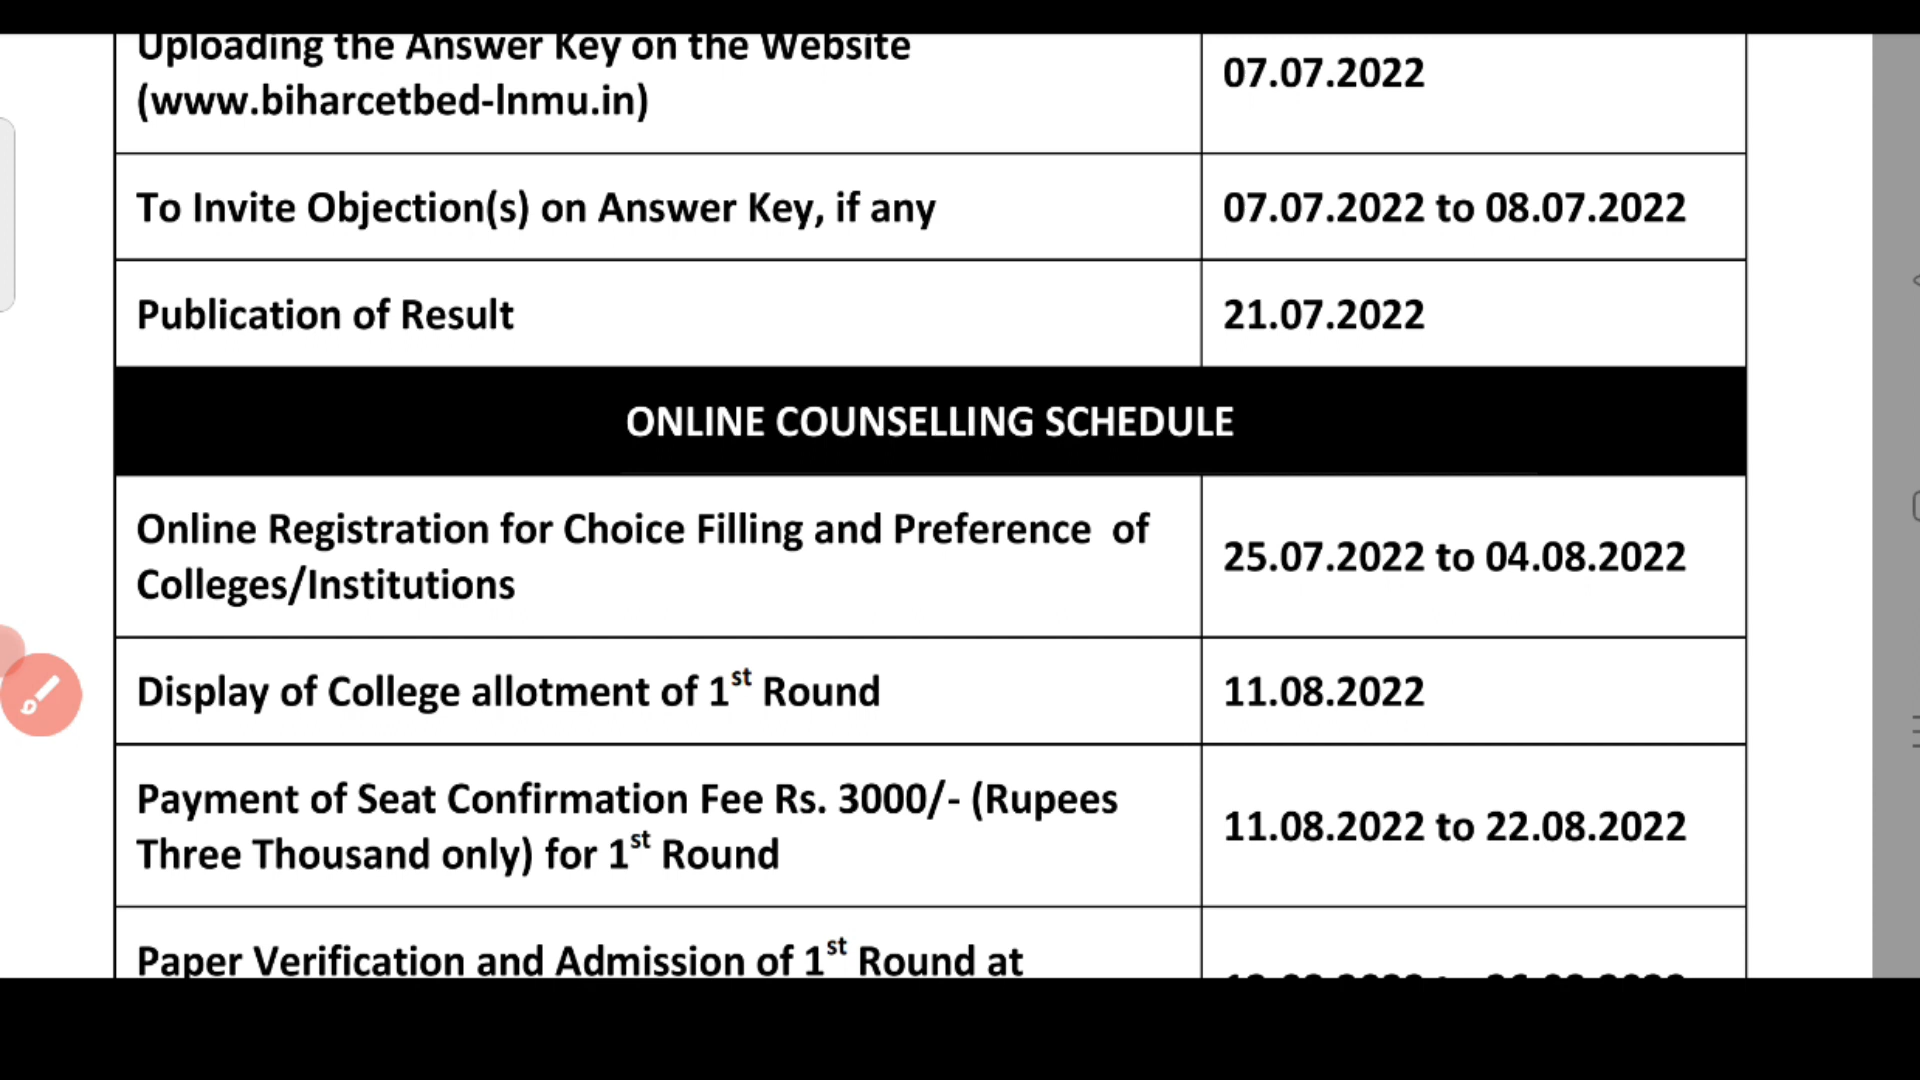 Uploading the Answer Key on the Website
(www.biharcetbed-lnmu.in)
07.07.2022
To Invite Objection(s) on Answer Key, if any
07.07.2022 to 08.07.2022
Publication of Result
21.07.2022
ONLINE COUNSELLING SCHEDULE
Online Registration for Choice Filling and Preference of
Colleges/Institutions
25.07.2022 to 04.08.2022
Display of College allotment of 1st Round
11.08.2022
Payment of Seat Confirmation Fee Rs. 3000/- (Rupees
Three Thousand only) for 1st Round
11.08.2022 to 22.08.2022
Paper Verification and Admission of 1st Round at